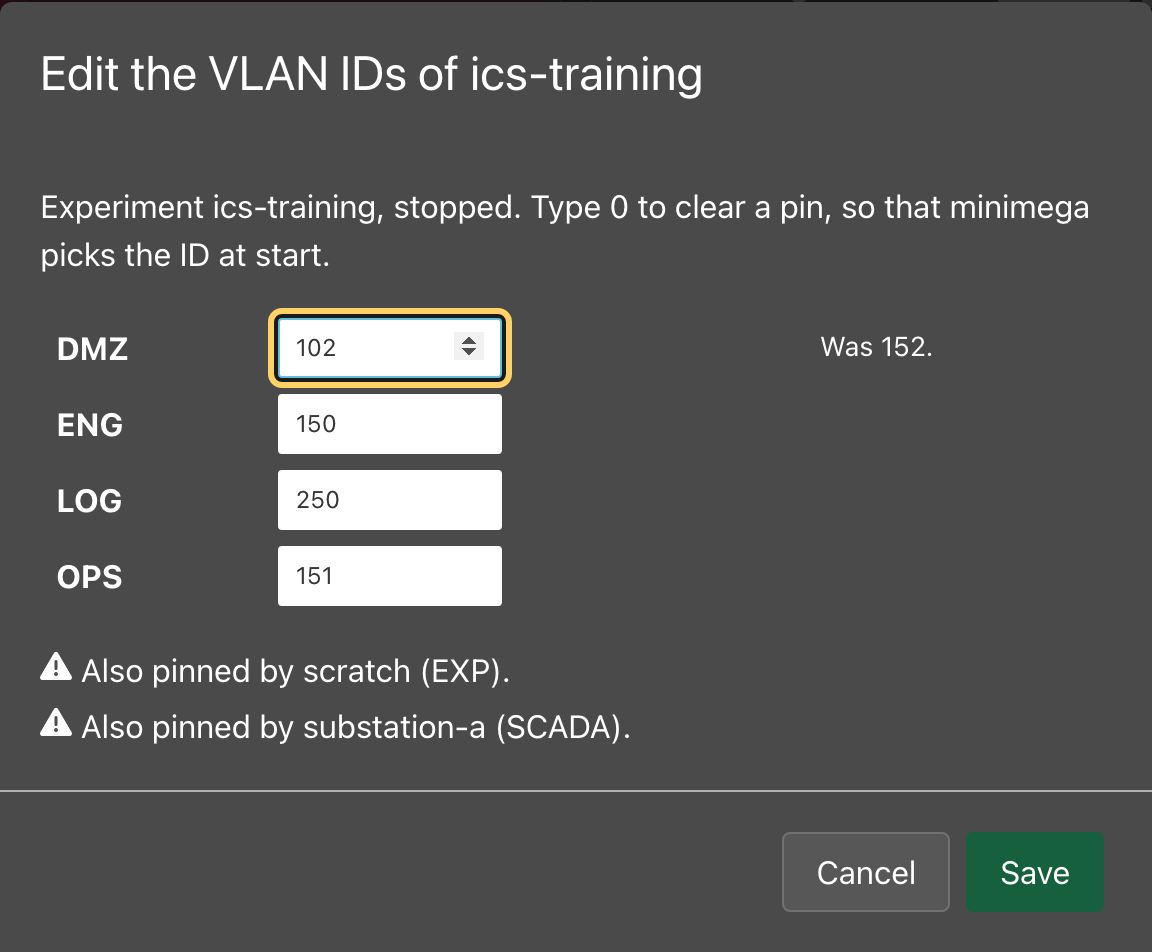 Edit the VLAN IDs of ics-training
Experiment ics-training, stopped. Type 0 to clear a pin, so that minimega
picks the ID at start.
DMZ 102 Was 152.
ENG 150
LOG 250
OPS 151
Also pinned by scratch (EXP).
Also pinned by substation-a (SCADA).
Cancel Save